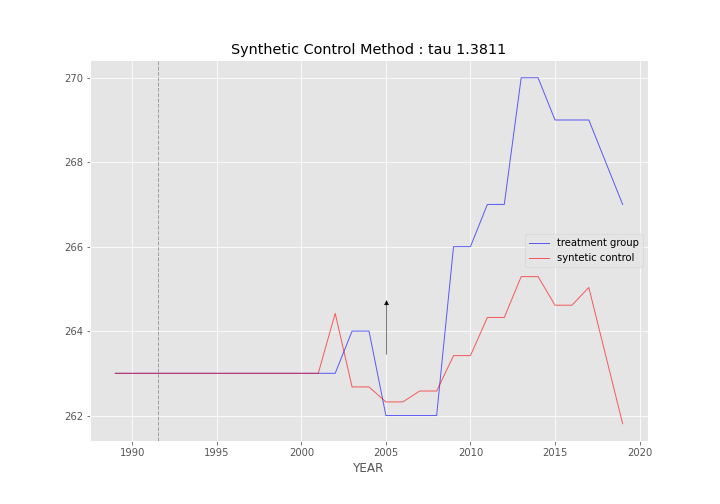 Synthetic Control Method : tau 1.3811
270
268
266
264
262
treatment group
syntetic control
1990 1995 2000 2005 2010 2015 2020
YEAR